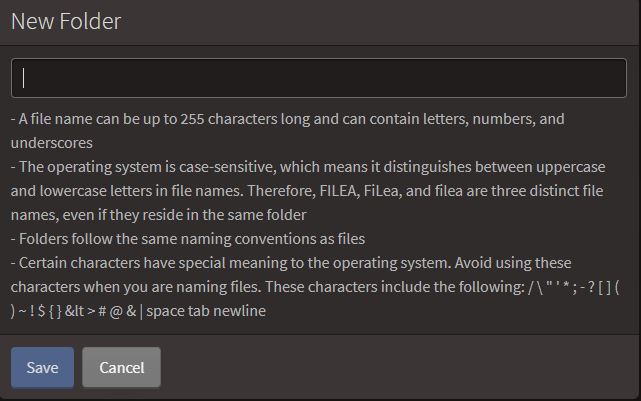 New Folder
- A file name can be up to 255 characters long and can contain letters, numbers, and
underscores
- The operating system is case-sensitive, which means it distinguishes between uppercase
and lowercase letters in file names. Therefore, FILEA, FiLea, and filea are three distinct file
names, even if they reside in the same folder
- Folders follow the same naming conventions as files
- Certain characters have special meaning to the operating system. Avoid using these
characters when you are naming files. These characters include the following: / \ " ' * ; - ? [ ] (
) ~ ! $ { } &lt > # @ & | space tab newline
Save
Cancel